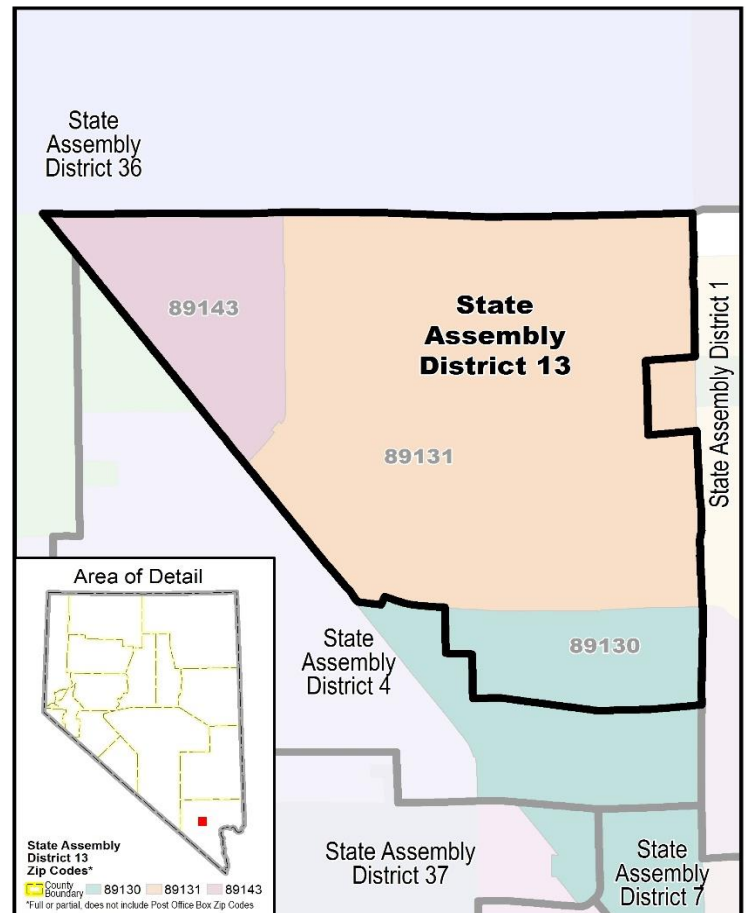 State
Assembly
District 36
89143
State
Assembly
District 13
State Assembly District 1
89131
Area of Detail
State
Assembly
District 4
89130
State Assembly
District 37
State
Assembly
District 7
State Assembly
District 13
Zip Codes*
County
Boundary
89130 89131 89143
*Full or partial, does not include Post Office Box Zip Codes